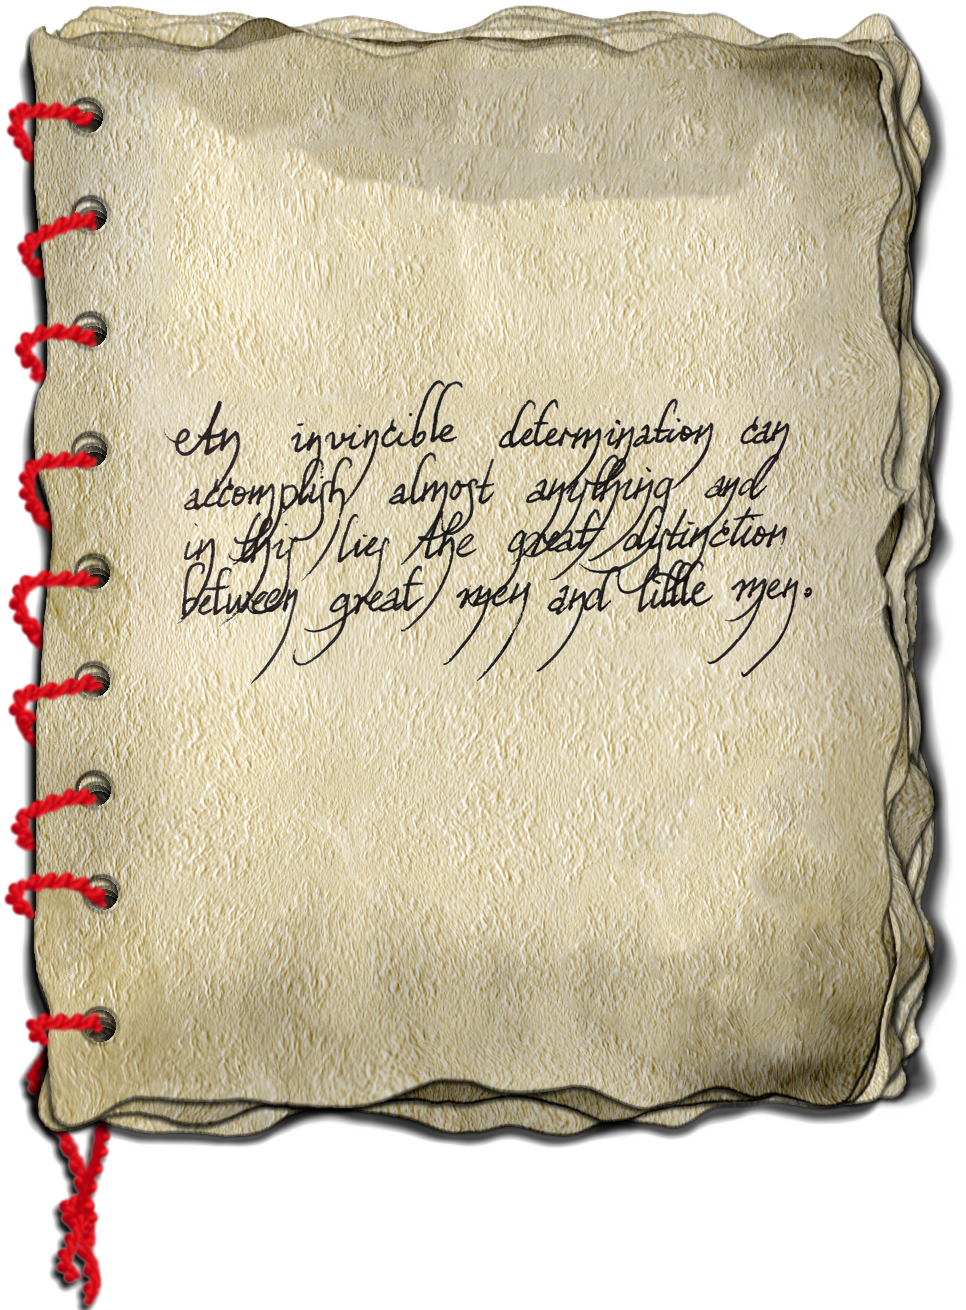 An invincible determination can
accomplish almost anything and
in this lies the great distinction
between great men and little men.